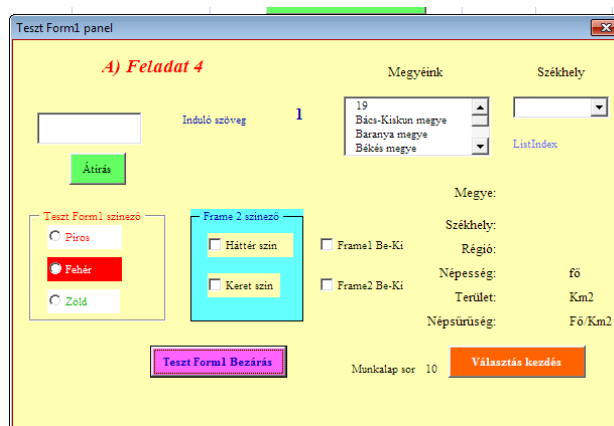 Teszt Form1 panel
A) Feladat 4
Megyéink
Székhely
Induló szöveg
1
19
Bács-Kiskun megye
Baranya megye
Békés megye
ListIndex
Átírás
Megye:
Teszt Form1 színező
Piros
Fehér
Zöld
Frame 2 színező
Háttér szín
Keret szín
Frame1 Be-Ki
Frame2 Be-Ki
Székhely:
Régió:
Népesség: fő
Terület: Km2
Népsűrűség: Fő/Km2
Teszt Form1 Bezárás
Munkalap sor 10
Választás kezdés